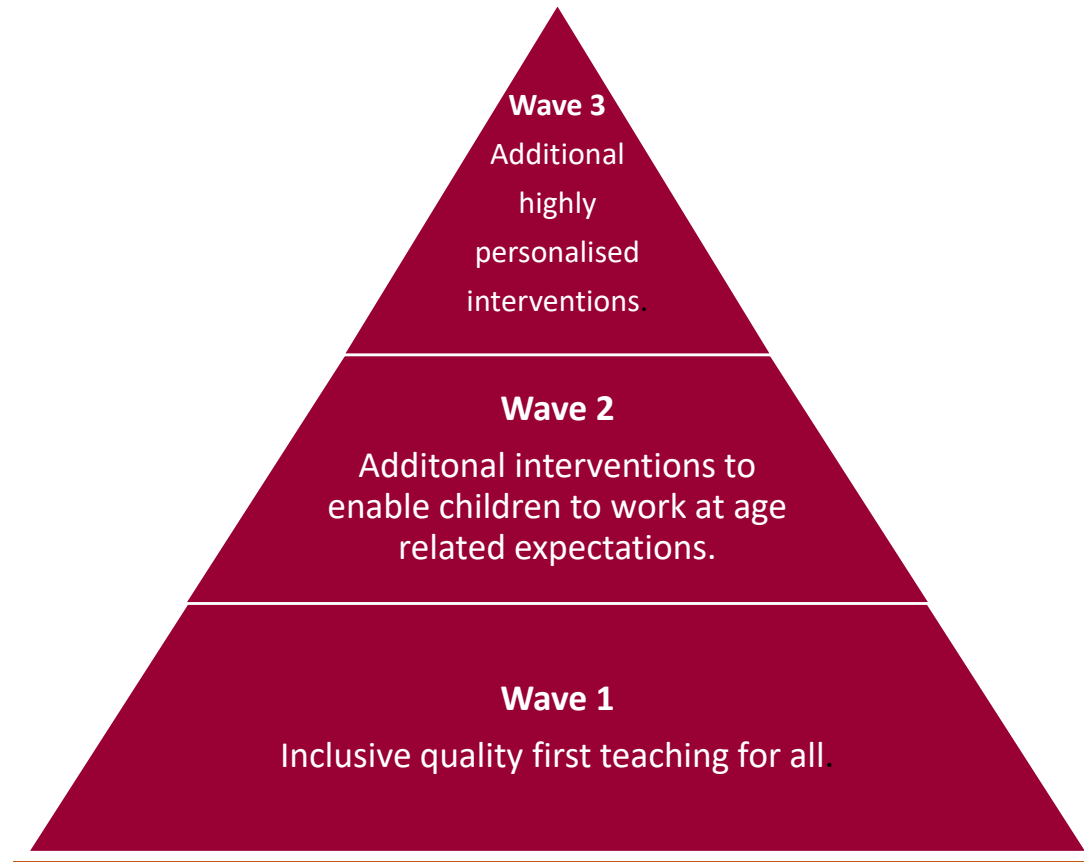 Wave 3
Additional
highly
personalised
interventions.
Wave 2
Additonal interventions to
enable children to work at age
related expectations.
Wave 1
Inclusive quality first teaching for all.